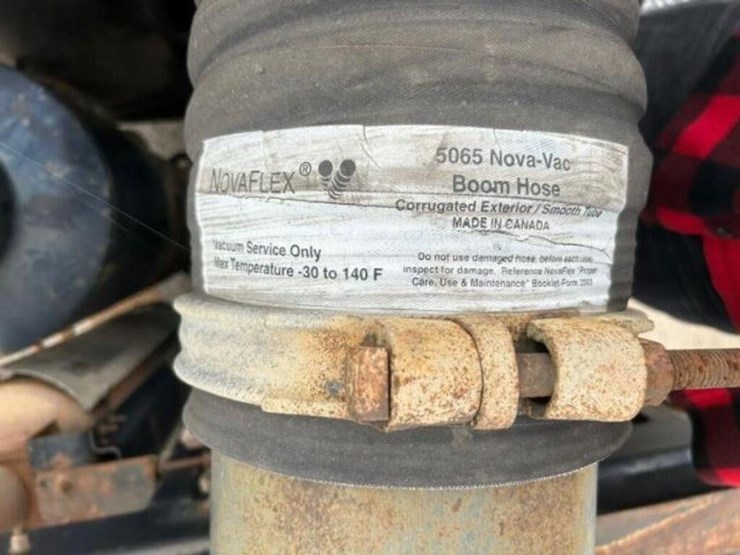 NOVAFLEX®
5065 Nova-Vac
Boom Hose
Corrugated Exterior / Smooth Tube
MADE IN CANADA
Vacuum Service Only
Max Temperature -30 to 140 F
Do not use damaged hose, before each use,
inspect for damage. Reference NovaFlex "Proper
Care, Use & Maintenance" Booklet-Form 2003